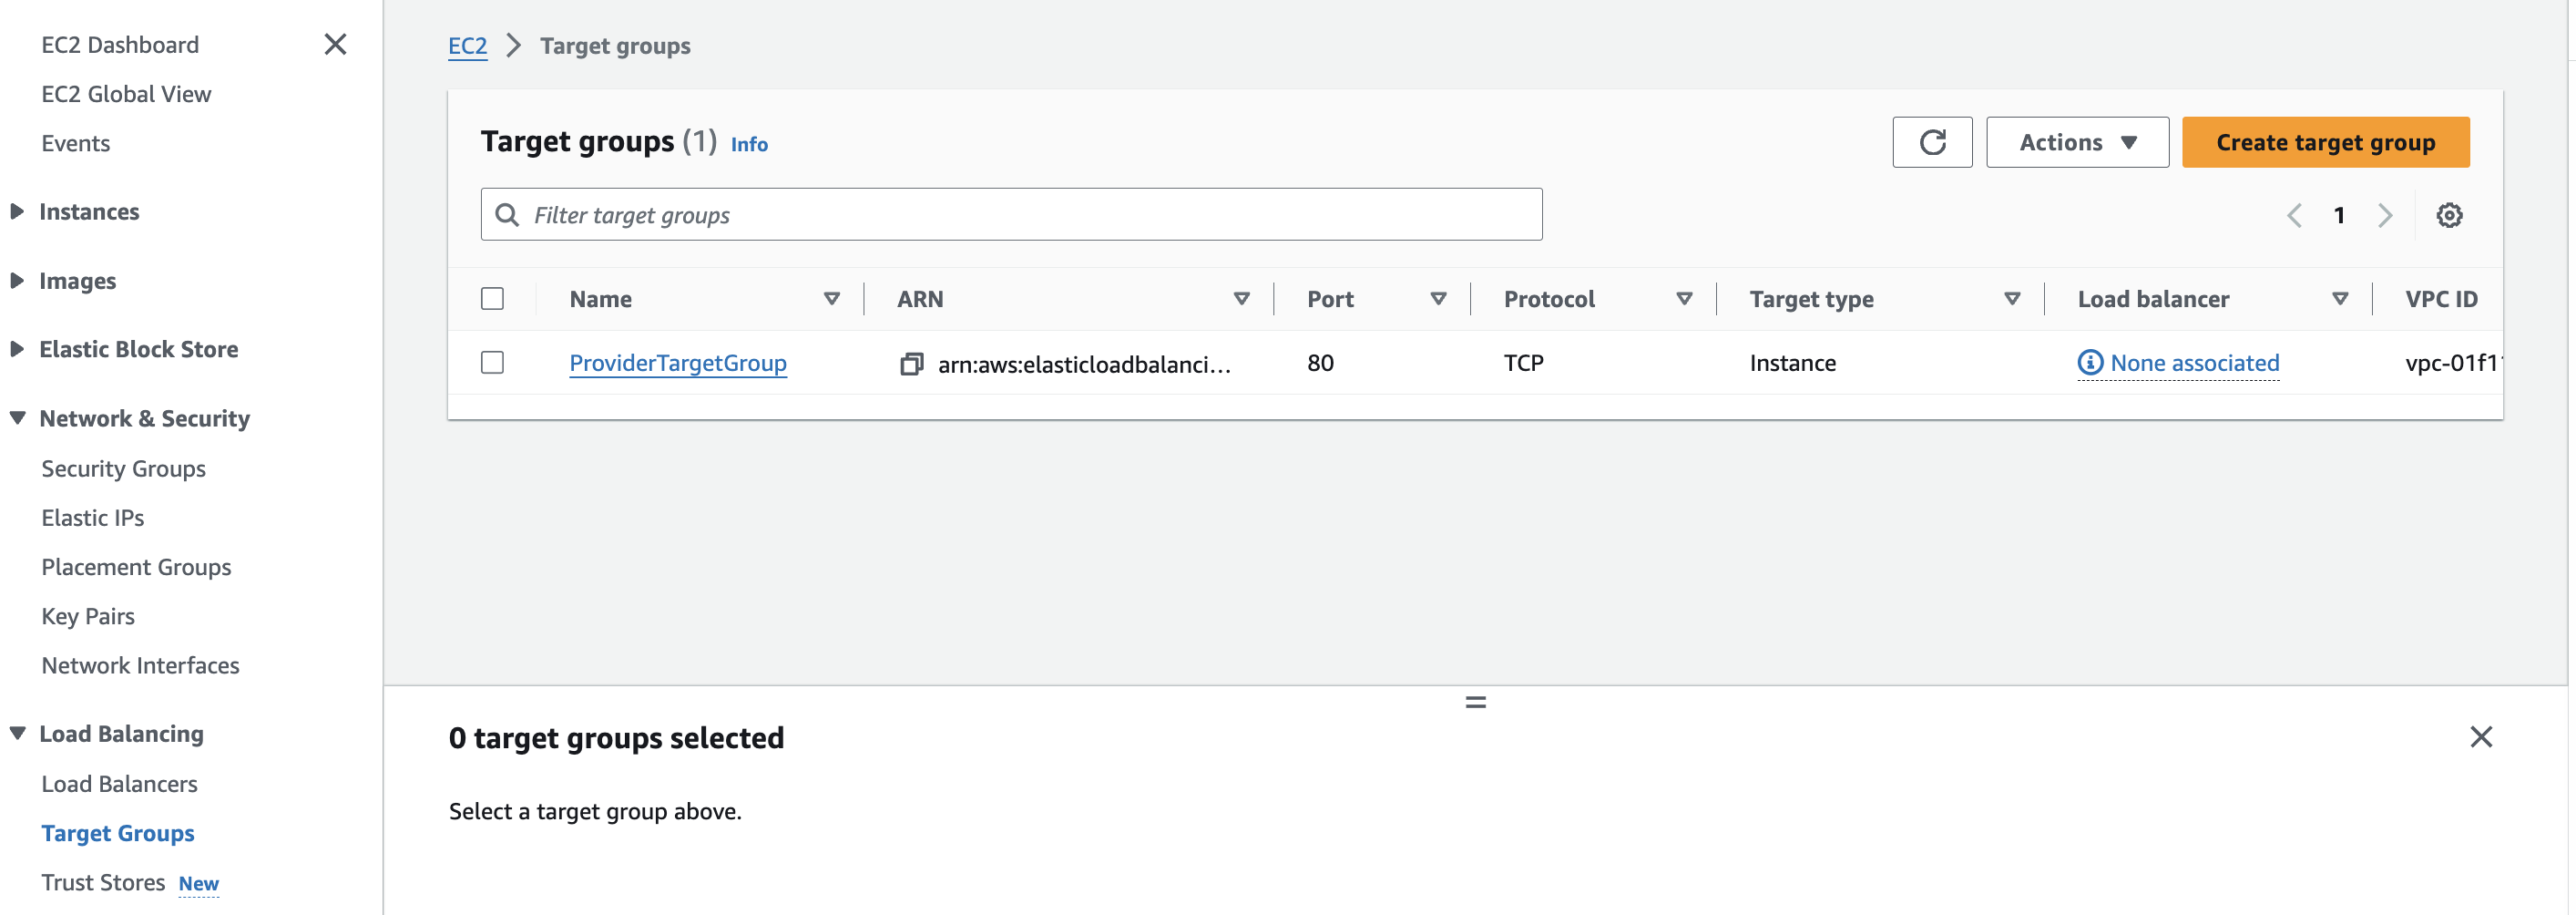 EC2 Dashboard
EC2 Global View
Events
Instances
Images
Elastic Block Store
Network & Security
Security Groups
Elastic IPs
Placement Groups
Key Pairs
Network Interfaces
Load Balancing
Load Balancers
Target Groups
Trust Stores New
EC2 > Target groups
Target groups (1) Info
Actions
Create target group
Filter target groups
1
Name ARN Port Protocol Target type Load balancer VPC ID
ProviderTargetGroup arn:aws:elasticloadbalanci... 80 TCP Instance None associated vpc-01f11
0 target groups selected
Select a target group above.